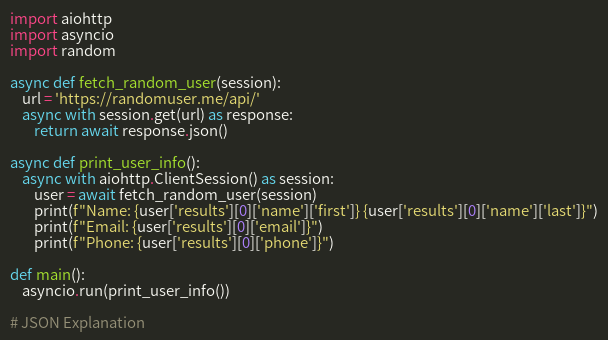 import aiohttp
import asyncio
import random

async def fetch_random_user(session):
    url = 'https://randomuser.me/api/'
    async with session.get(url) as response:
        return await response.json()

async def print_user_info():
    async with aiohttp.ClientSession() as session:
        user = await fetch_random_user(session)
        print(f"Name: {user['results'][0]['name']['first']} {user['results'][0]['name']['last']}")
        print(f"Email: {user['results'][0]['email']}")
        print(f"Phone: {user['results'][0]['phone']}")

def main():
    asyncio.run(print_user_info())

# JSON Explanation